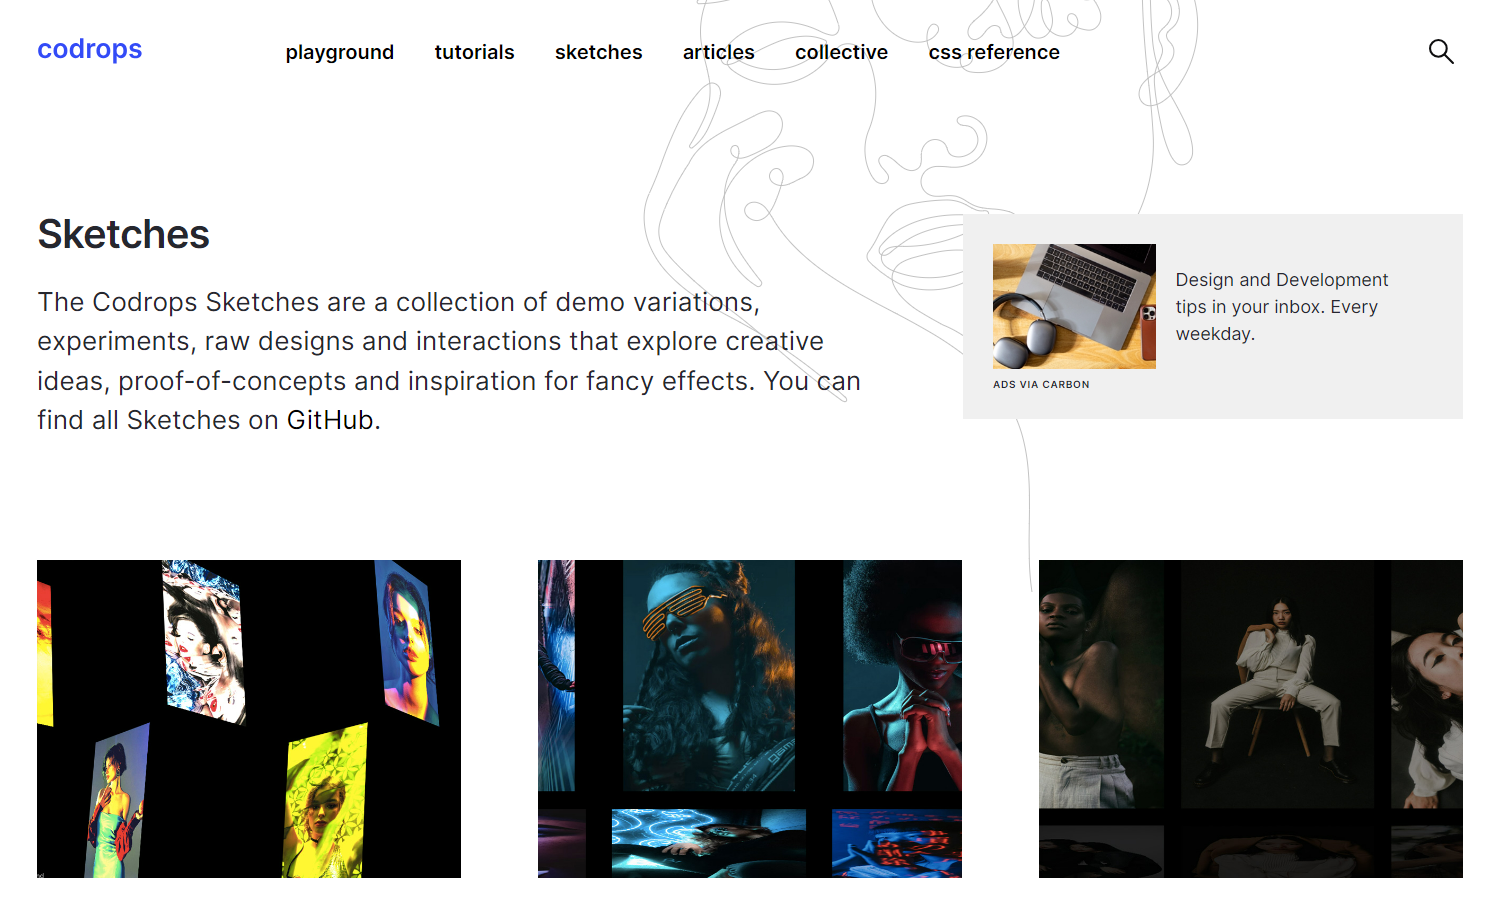 codrops
playground tutorials sketches articles collective css reference
Sketches
The Codrops Sketches are a collection of demo variations,
experiments, raw designs and interactions that explore creative
ideas, proof-of-concepts and inspiration for fancy effects. You can
find all Sketches on GitHub.
Design and Development
tips in your inbox. Every
weekday.
ADS VIA CARBON